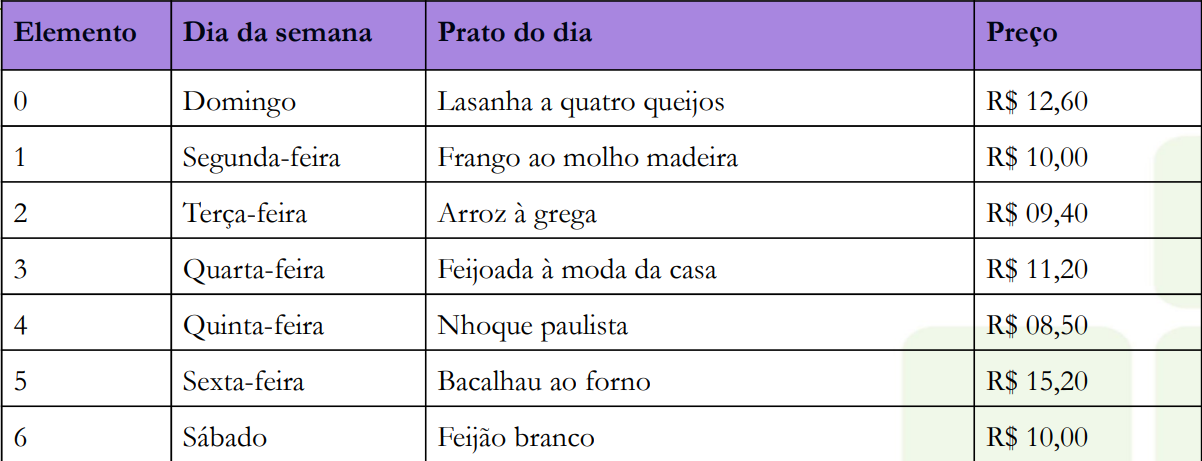 Elemento Dia da semana Prato do dia Preço
0 Domingo Lasanha a quatro queijos R$ 12,60
1 Segunda-feira Frango ao molho madeira R$ 10,00
2 Terça-feira Arroz à grega R$ 09,40
3 Quarta-feira Feijoada à moda da casa R$ 11,20
4 Quinta-feira Nhoque paulista R$ 08,50
5 Sexta-feira Bacalhau ao forno R$ 15,20
6 Sábado Feijão branco R$ 10,00